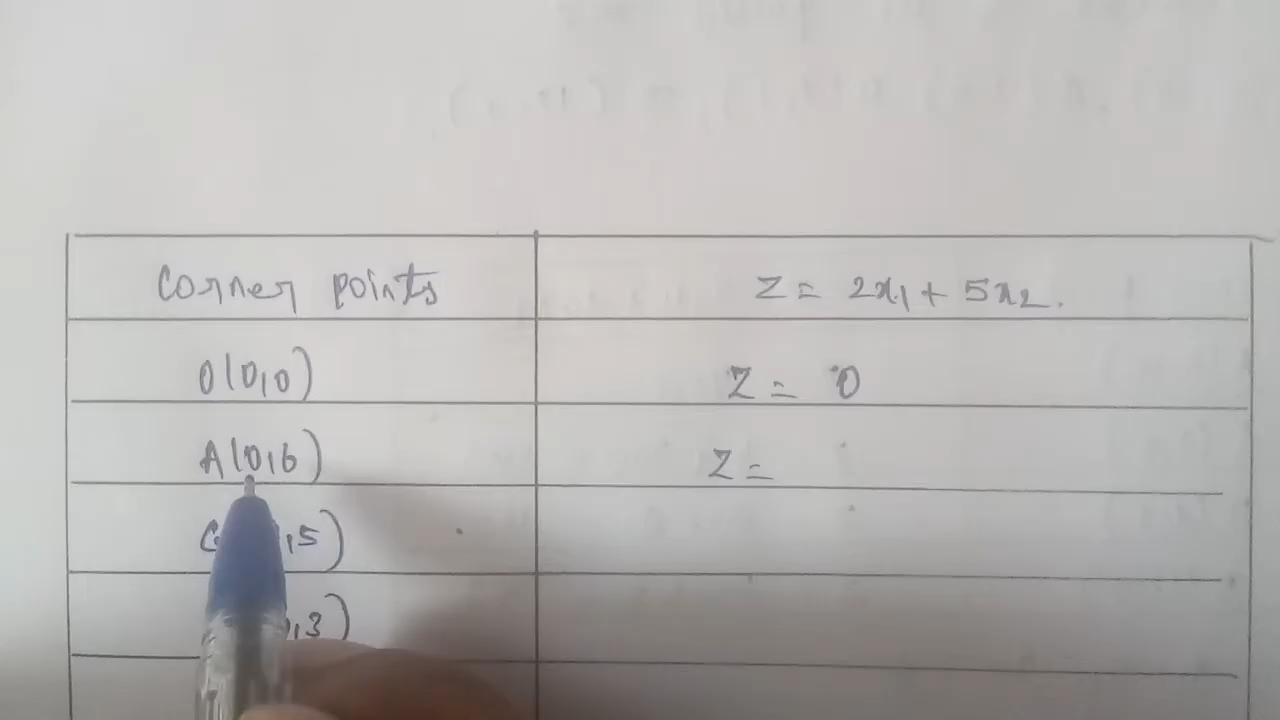 Corner points Z = 2x₁ + 5x₂.
O(0,0) Z = 0
A(0,6) Z =
,5)
,3)